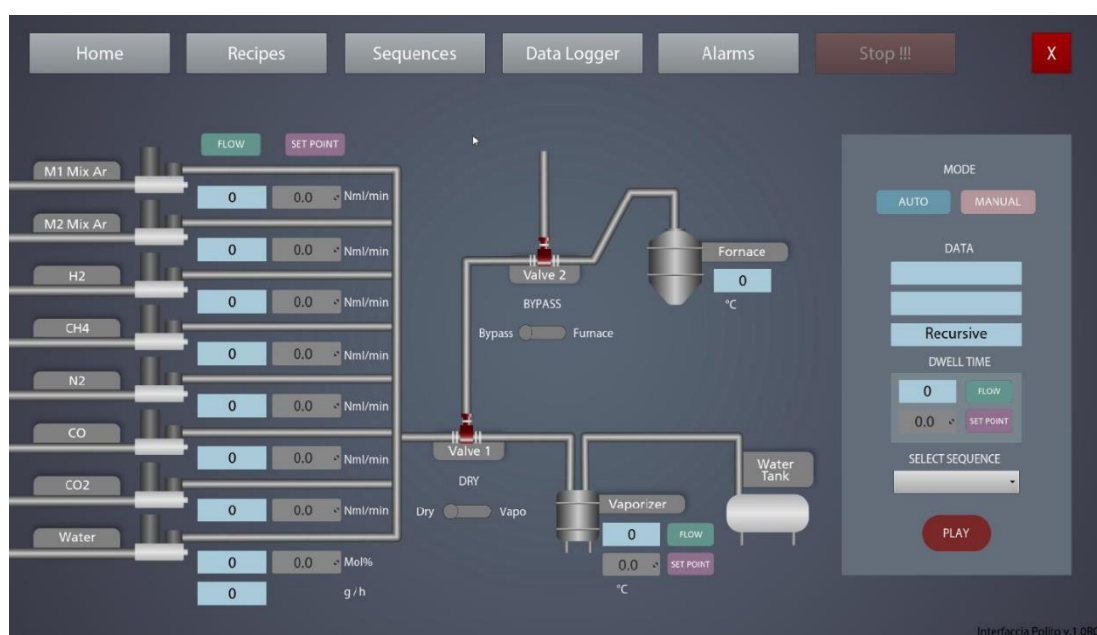 Home Recipes Sequences Data Logger Alarms Stop !!! X
FLOW SET POINT
M1 Mix Ar
0 0.0 Nml/min
M2 Mix Ar
0 0.0 Nml/min
H2
0 0.0 Nml/min
CH4
0 0.0 Nml/min
N2
0 0.0 Nml/min
CO
0 0.0 Nml/min
CO2
0 0.0 Nml/min
Water
0 0.0 Mol%
0 g/h
Valve 2
BYPASS
Bypass Furnace
Fornace
0
°C
Valve 1
DRY
Dry Vapo
Vaporizer
0 FLOW
0.0 SET POINT
°C
Water
Tank
MODE
AUTO MANUAL
DATA
Recursive
DWELL TIME
0 FLOW
0.0 SET POINT
SELECT SEQUENCE
PLAY
Interfaccia Polito v.1.0